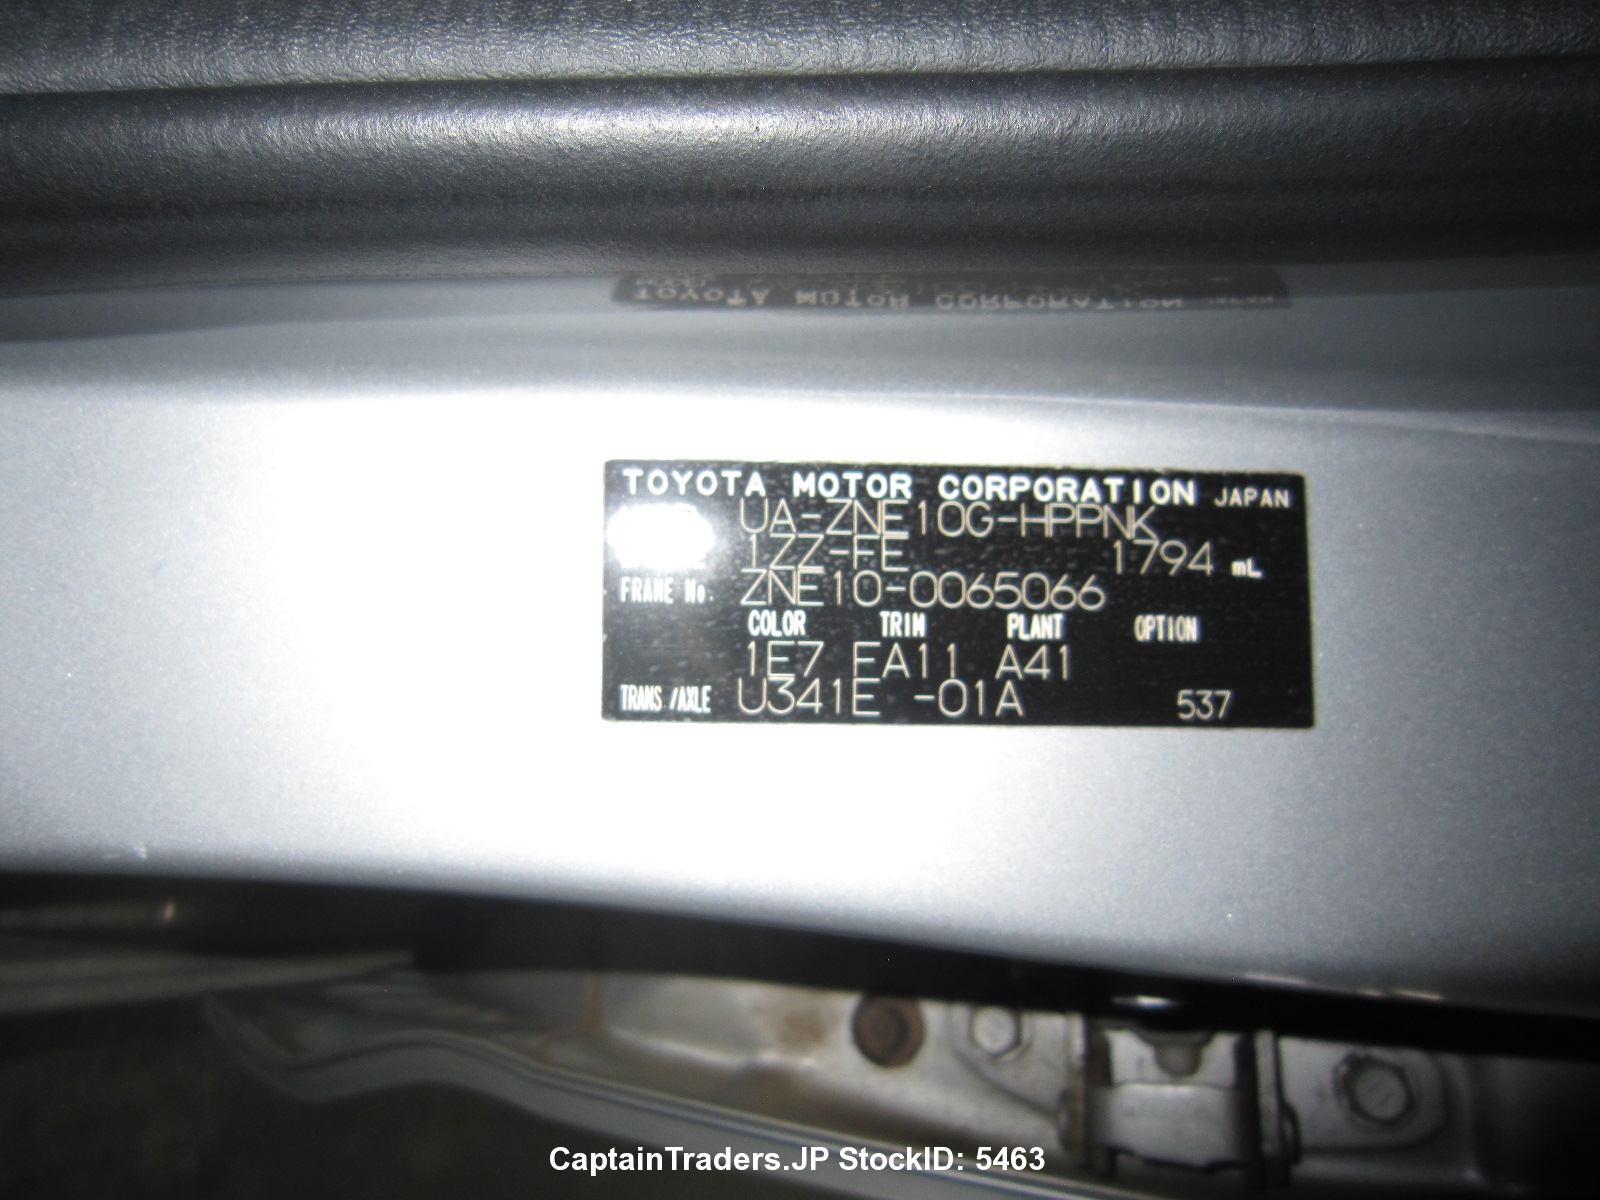 TOYOTA MOTOR CORPORATION JAPAN
UA-ZNE10G-HPPNK
1ZZ-FE 1794 mL
FRAME No. ZNE10-0065066
COLOR TRIM PLANT OPTION
1E7 EA11 A41
TRANS./AXLE U341E -01A 537
CaptainTraders.JP StockID: 5463